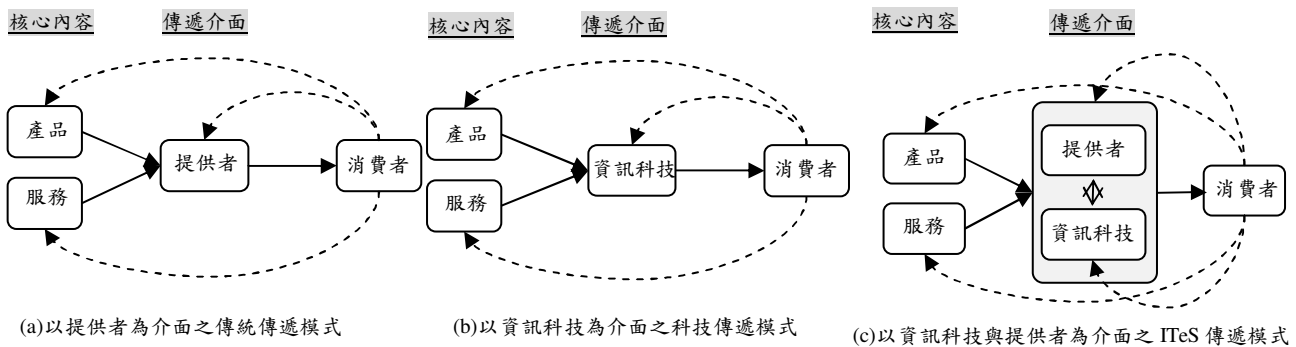 核心內容
傳遞介面
產品
服務
提供者
消費者
(a)以提供者為介面之傳統傳遞模式
核心內容
傳遞介面
產品
服務
資訊科技
消費者
(b)以資訊科技為介面之科技傳遞模式
核心內容
傳遞介面
產品
服務
提供者
資訊科技
消費者
(c)以資訊科技與提供者為介面之 ITeS 傳遞模式